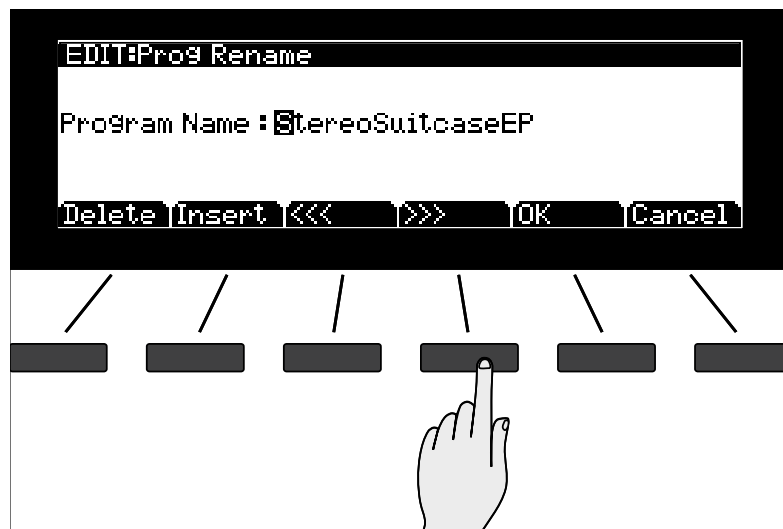 EDIT:Prog Rename
Program Name :StereoSuitcaseEP
Delete Insert <<< >>> OK Cancel